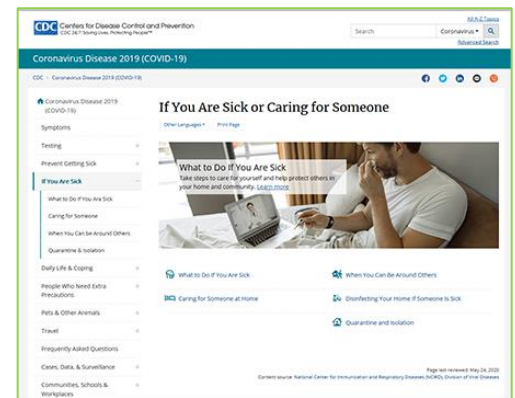 All A-Z Topics
CDC Centers for Disease Control and Prevention
CDC 24/7: Saving Lives, Protecting People™
Search
Coronavirus
Advanced Search
Coronavirus Disease 2019 (COVID-19)
CDC > Coronavirus Disease 2019 (COVID-19)
Coronavirus Disease 2019
(COVID-19)
Symptoms
Testing
Prevent Getting Sick
If You Are Sick
What to Do If You Are Sick
Caring for Someone
When You Can be Around Others
Quarantine & Isolation
Daily Life & Coping
People Who Need Extra
Precautions
Pets & Other Animals
Travel
Frequently Asked Questions
Cases, Data, & Surveillance
Communities, Schools &
Workplaces
If You Are Sick or Caring for Someone
Other Languages
Print Page
What to Do If You Are Sick
Take steps to care for yourself and help protect others in
your home and community. Learn more
What to Do If You Are Sick
When You Can Be Around Others
Caring for Someone at Home
Disinfecting Your Home If Someone Is Sick
Quarantine and Isolation
Page last reviewed: May 24, 2020
Content source: National Center for Immunization and Respiratory Diseases (NCIRD), Division of Viral Diseases